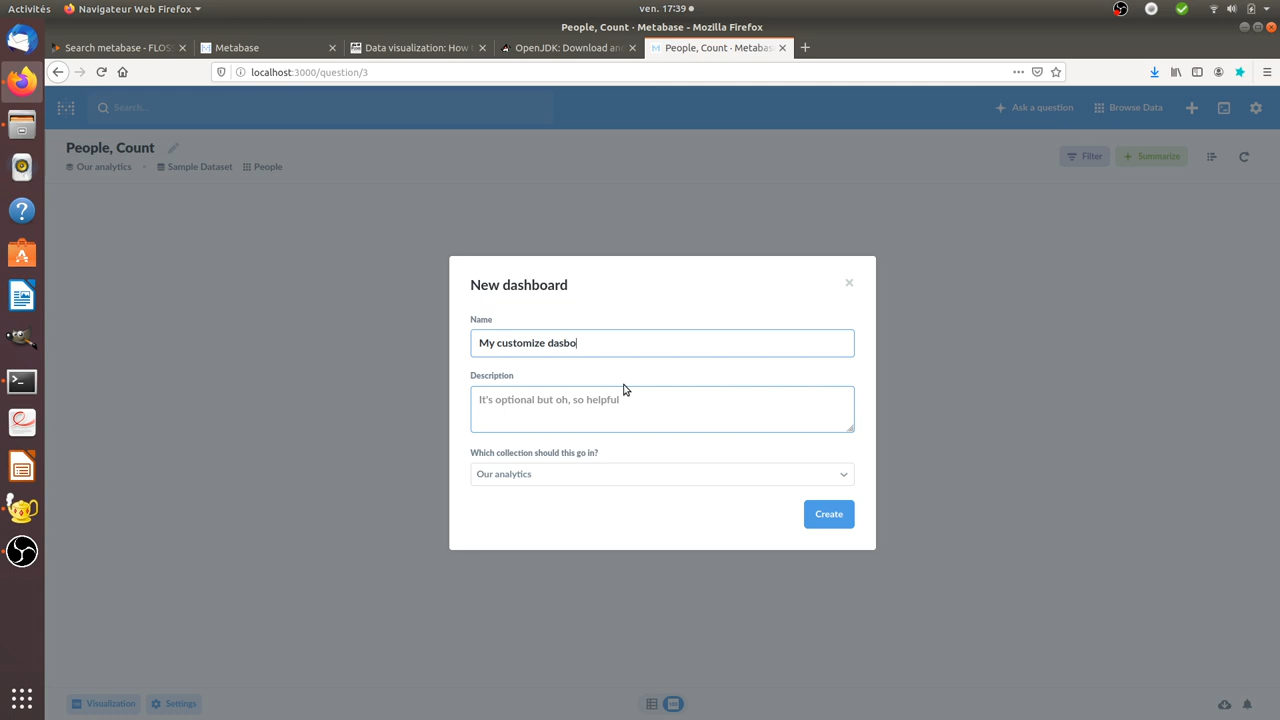 Activités
Navigateur Web Firefox
ven. 17:39
People, Count · Metabase - Mozilla Firefox
Search metabase - FLOS
Metabase
Data visualization: How t
OpenJDK: Download and
People, Count · Metabas
localhost:3000/question/3
Search...
Ask a question
Browse Data
People, Count
Our analytics · Sample Dataset People
Filter
Summarize
New dashboard
Name
My customize dasbo
Description
It's optional but oh, so helpful
Which collection should this go in?
Our analytics
Create
Visualization
Settings